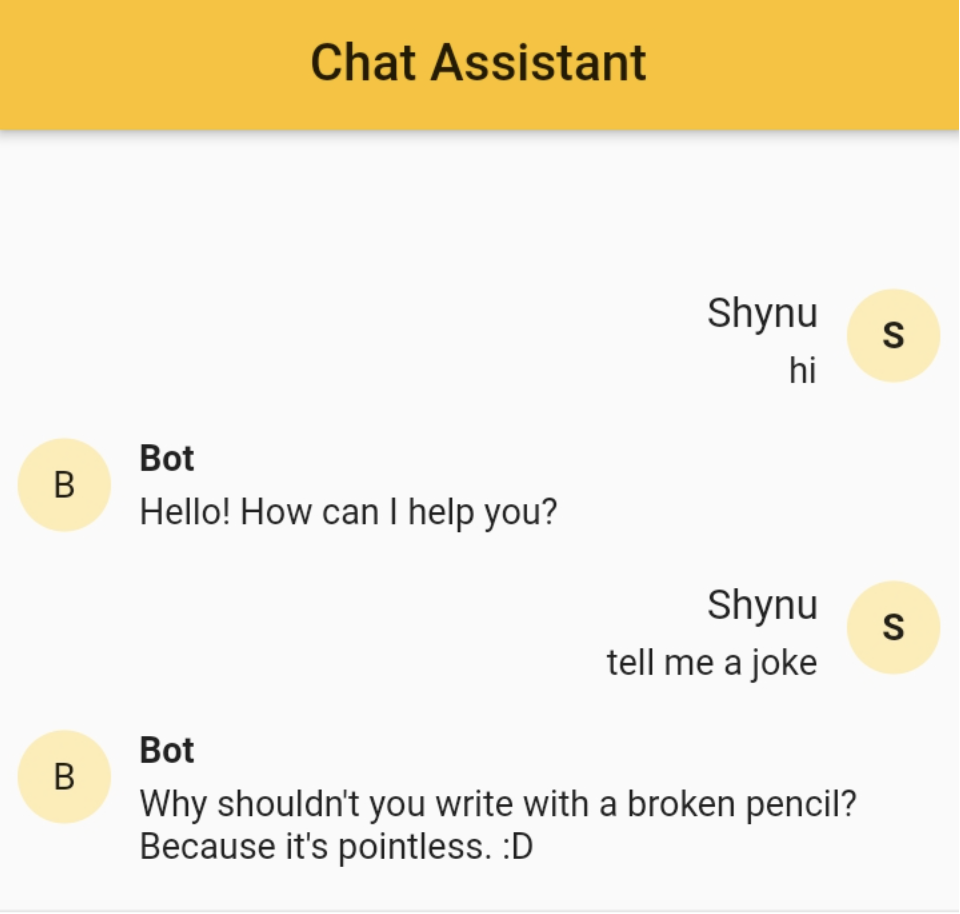 Chat Assistant
Shynu
S
hi
B
Bot
Hello! How can I help you?
Shynu
S
tell me a joke
B
Bot
Why shouldn't you write with a broken pencil?
Because it's pointless. :D